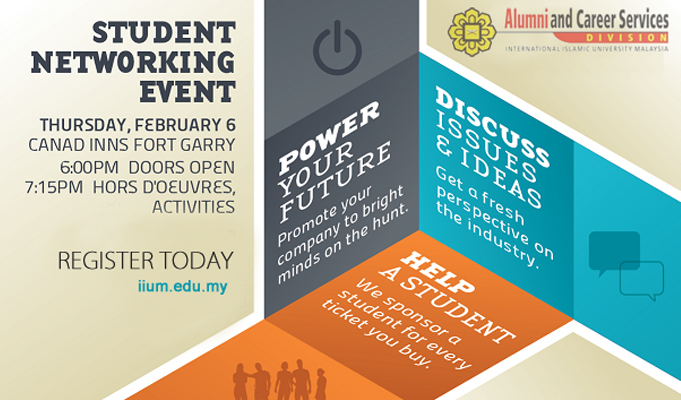 STUDENT
NETWORKING
EVENT
THURSDAY, FEBRUARY 6
CANAD INNS FORT GARRY
6:00PM DOORS OPEN
7:15PM HORS D'OEUVRES,
ACTIVITIES
REGISTER TODAY
iium.edu.my
POWER
YOUR
FUTURE
Promote your
company to bright
minds on the hunt.
Alumni and Career Services
DIVISION
INTERNATIONAL ISLAMIC UNIVERSITY MALAYSIA
DISCUSS
ISSUES
& IDEAS
Get a fresh
perspective on
the industry.
HELP
A STUDENT
We sponsor a
student for every
ticket you buy.